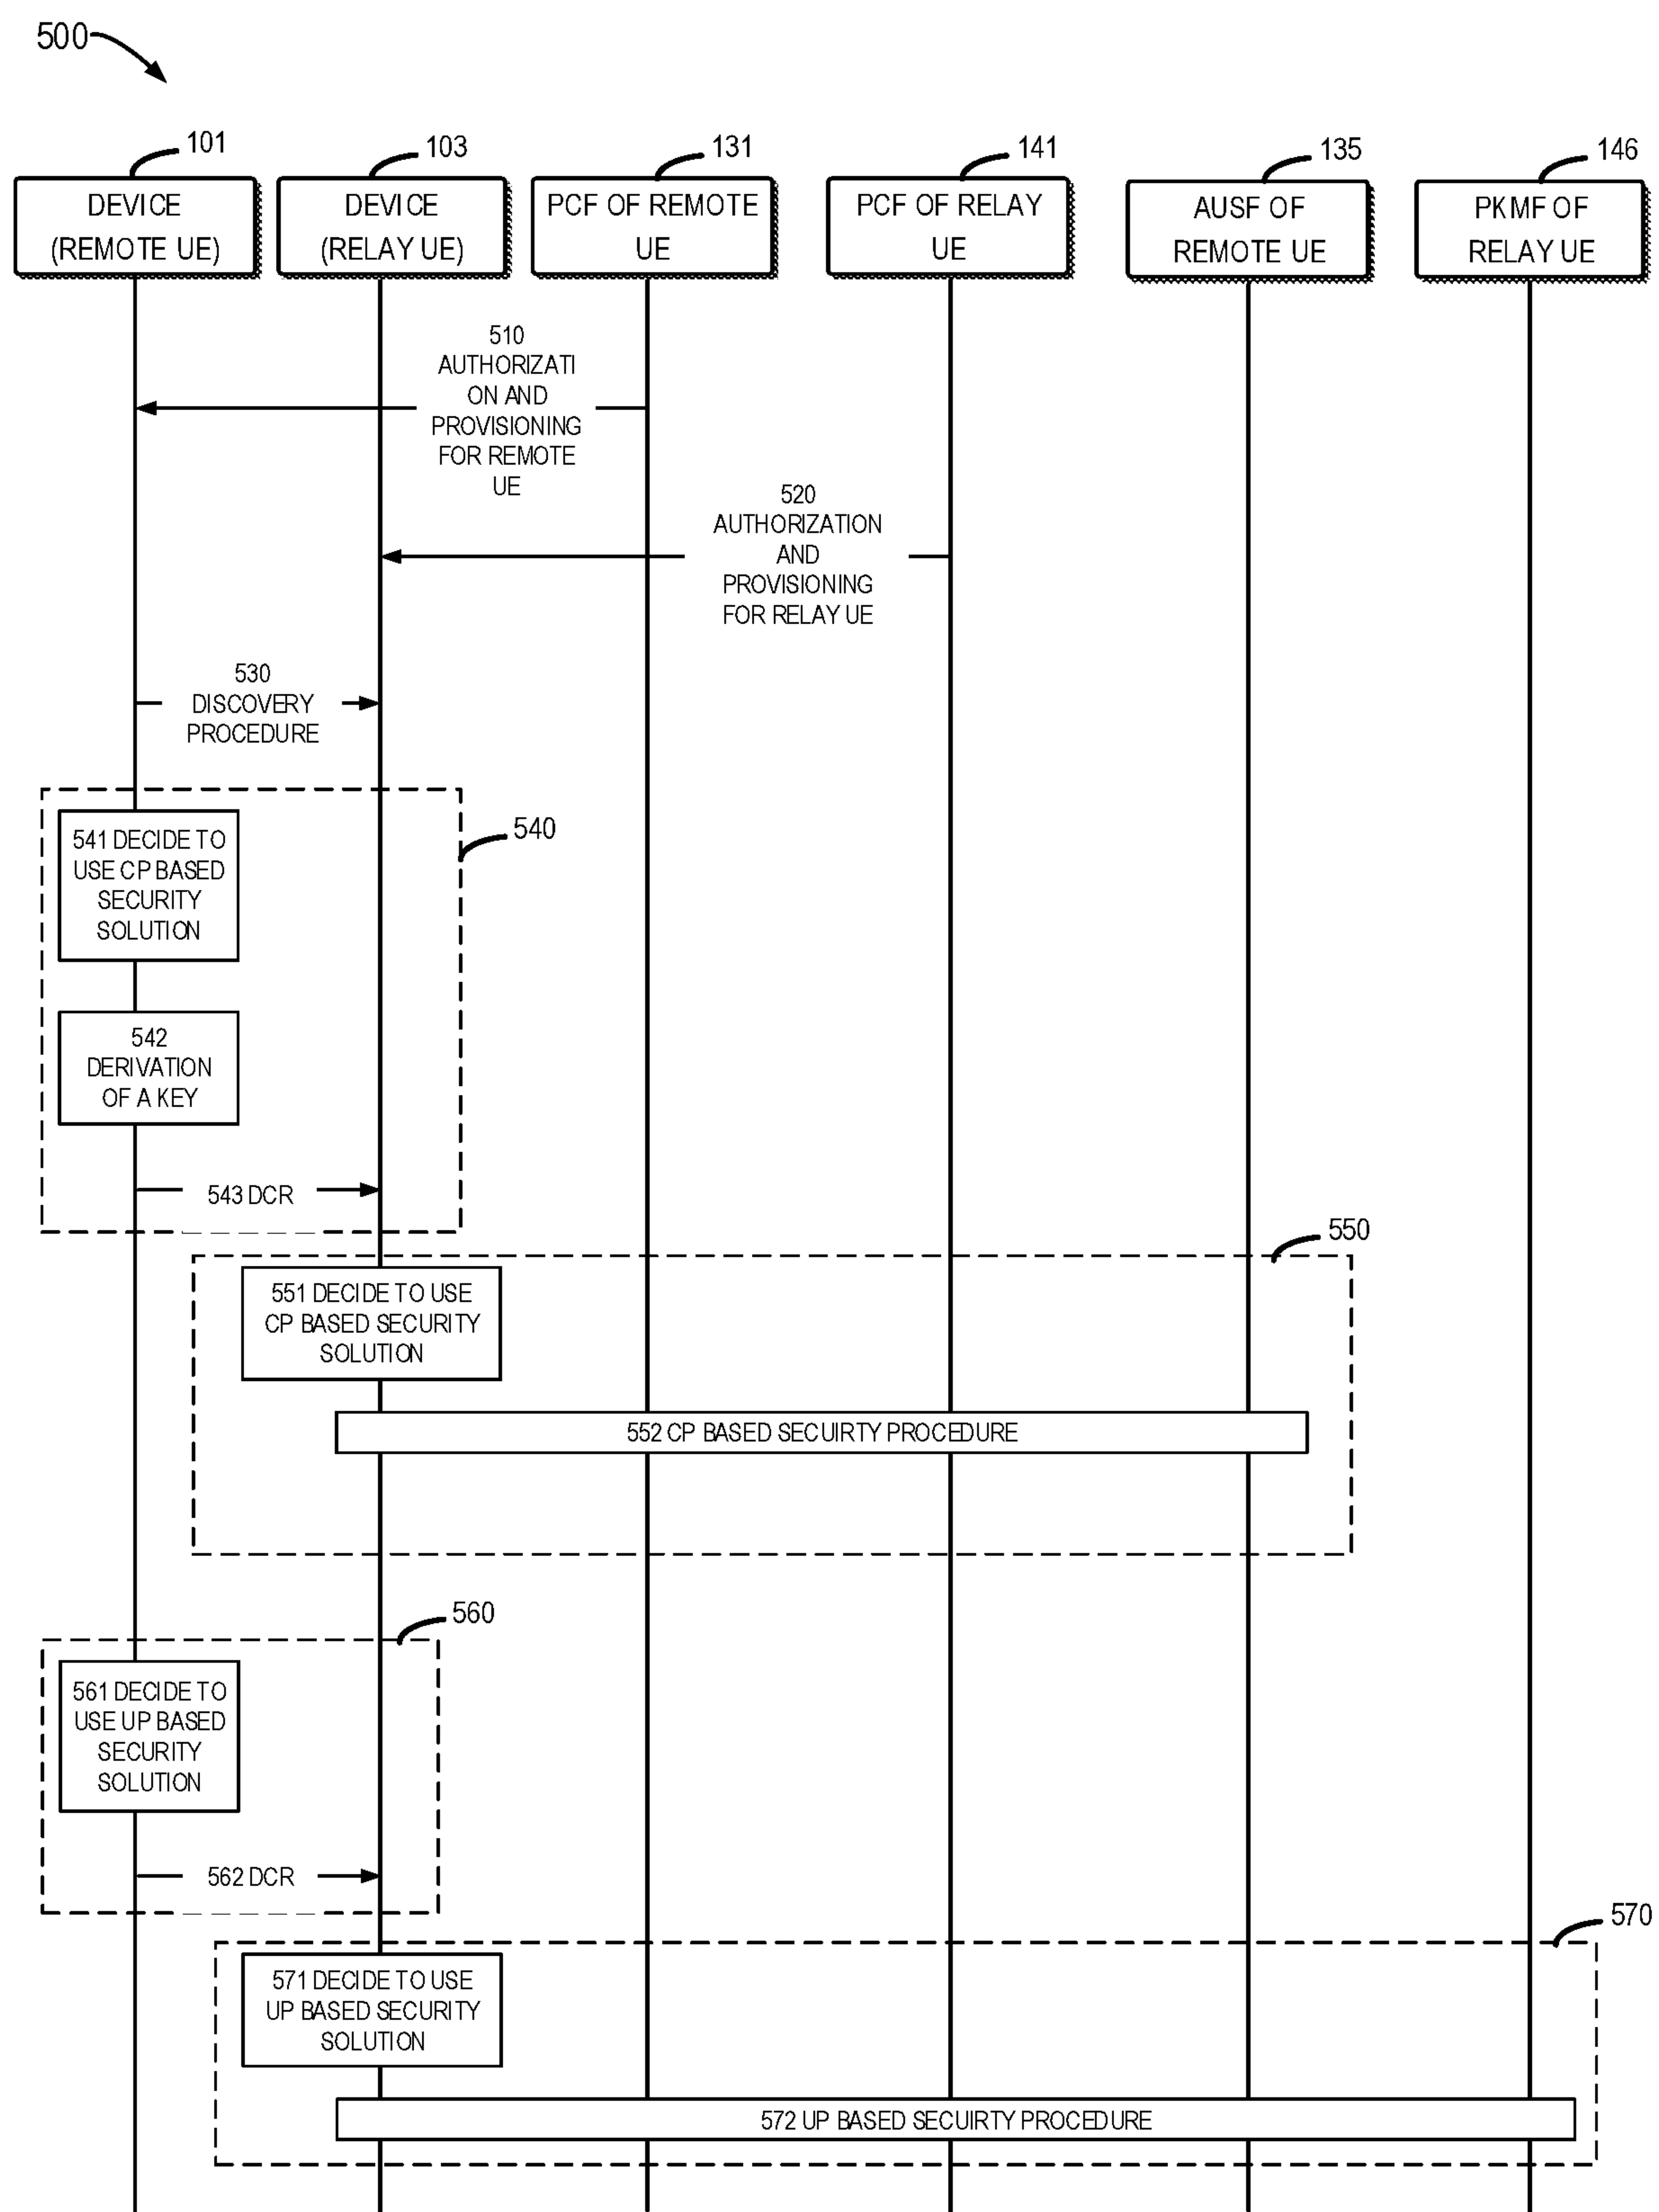 500
101
103
131
141
135
146
DEVICE
(REMOTE UE)
DEVICE
(RELAY UE)
PCF OF REMOTE
UE
PCF OF RELAY
UE
AUSF OF
REMOTE UE
PKMF OF
RELAY UE
510
AUTHORIZATI
ON AND
PROVISIONING
FOR REMOTE
UE
520
AUTHORIZATION
AND
PROVISIONING
FOR RELAY UE
530
DISCOVERY
PROCEDURE
540
541 DECIDE TO
USE CP BASED
SECURITY
SOLUTION
542
DERIVATION
OF A KEY
543 DCR
550
551 DECIDE TO USE
CP BASED SECURITY
SOLUTION
552 CP BASED SECUIRTY PROCEDURE
560
561 DECIDE TO
USE UP BASED
SECURITY
SOLUTION
562 DCR
570
571 DECIDE TO USE
UP BASED SECURITY
SOLUTION
572 UP BASED SECUIRTY PROCEDURE